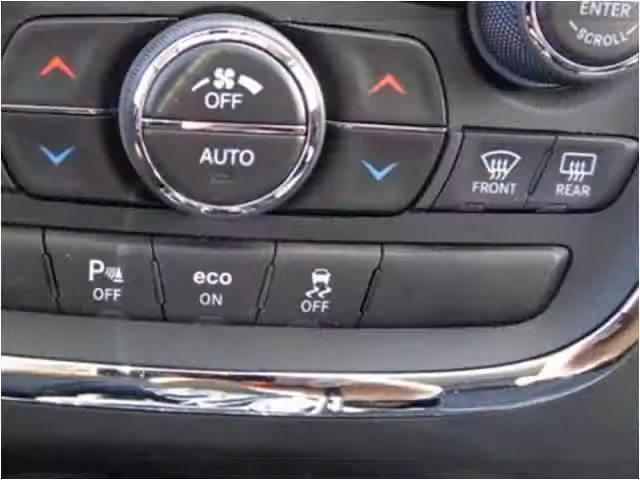 ENTER
SCROLL
OFF
AUTO
FRONT
REAR
P
OFF
eco
ON
OFF